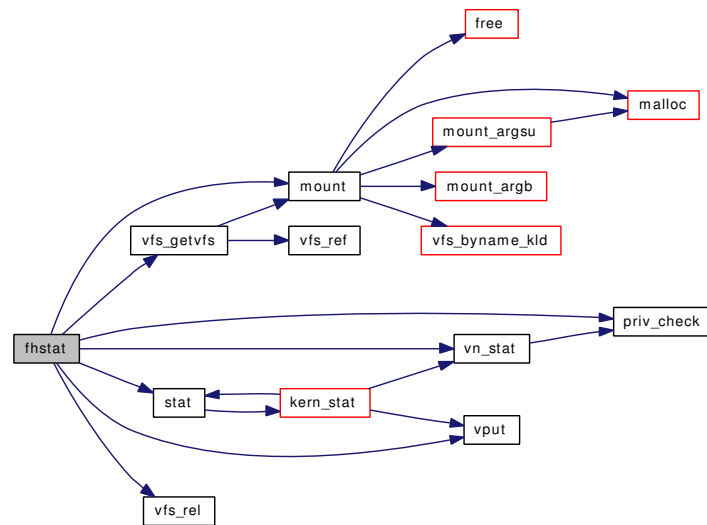 free
malloc
mount_argsu
mount
mount_argb
vfs_getvfs
vfs_ref
vfs_byname_kld
priv_check
fhstat
vn_stat
stat
kern_stat
vput
vfs_rel